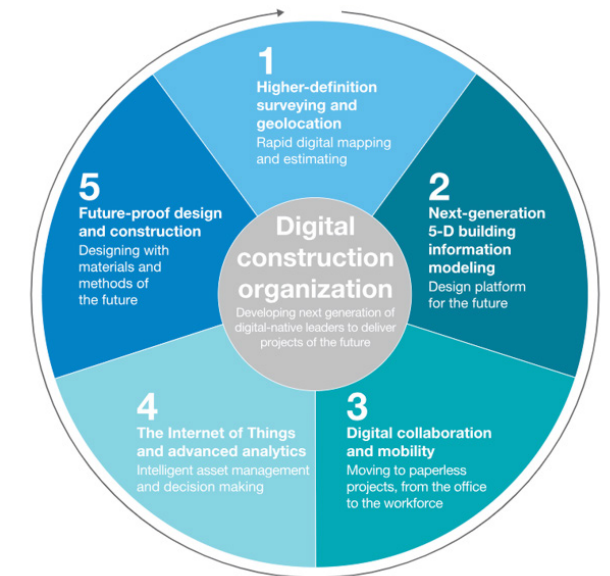 1
Higher-definition
surveying and
geolocation
Rapid digital mapping
and estimating
2
Next-generation
5-D building
information
modeling
Design platform
for the future
3
Digital collaboration
and mobility
Moving to paperless
projects, from the office
to the workforce
4
The Internet of Things
and advanced analytics
Intelligent asset management
and decision making
5
Future-proof design
and construction
Designing with
materials and
methods of
the future
Digital
construction
organization
Developing next generation of
digital-native leaders to deliver
projects of the future